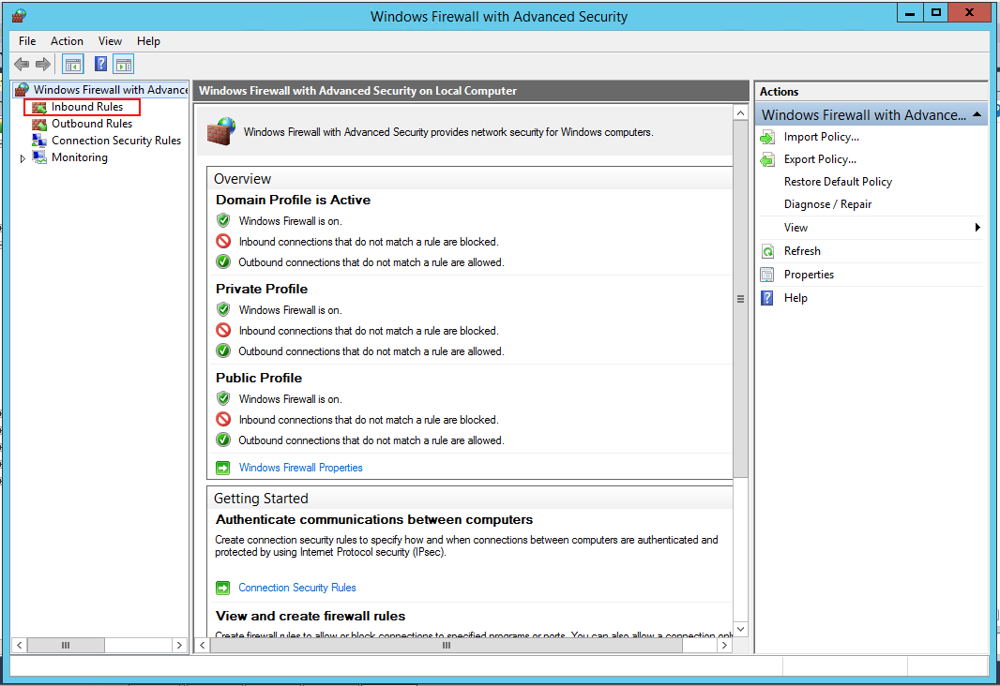 Windows Firewall with Advanced Security
File Action View Help
Windows Firewall with Advance
Inbound Rules
Outbound Rules
Connection Security Rules
Monitoring
Windows Firewall with Advanced Security on Local Computer
Windows Firewall with Advanced Security provides network security for Windows computers.
Overview
Domain Profile is Active
Windows Firewall is on.
Inbound connections that do not match a rule are blocked.
Outbound connections that do not match a rule are allowed.
Private Profile
Windows Firewall is on.
Inbound connections that do not match a rule are blocked.
Outbound connections that do not match a rule are allowed.
Public Profile
Windows Firewall is on.
Inbound connections that do not match a rule are blocked.
Outbound connections that do not match a rule are allowed.
Windows Firewall Properties
Getting Started
Authenticate communications between computers
Create connection security rules to specify how and when connections between computers are authenticated and
protected by using Internet Protocol security (IPsec).
Connection Security Rules
View and create firewall rules
Create firewall rules to allow or block connections to specified programs or ports. You can also allow a connection only
Actions
Windows Firewall with Advance...
Import Policy...
Export Policy...
Restore Default Policy
Diagnose / Repair
View
Refresh
Properties
Help